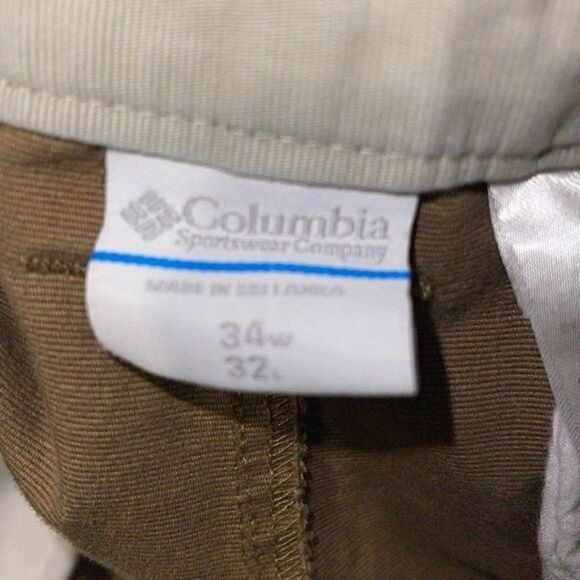 Columbia
Sportswear Company
MADE IN SRI LANKA
34W
32L